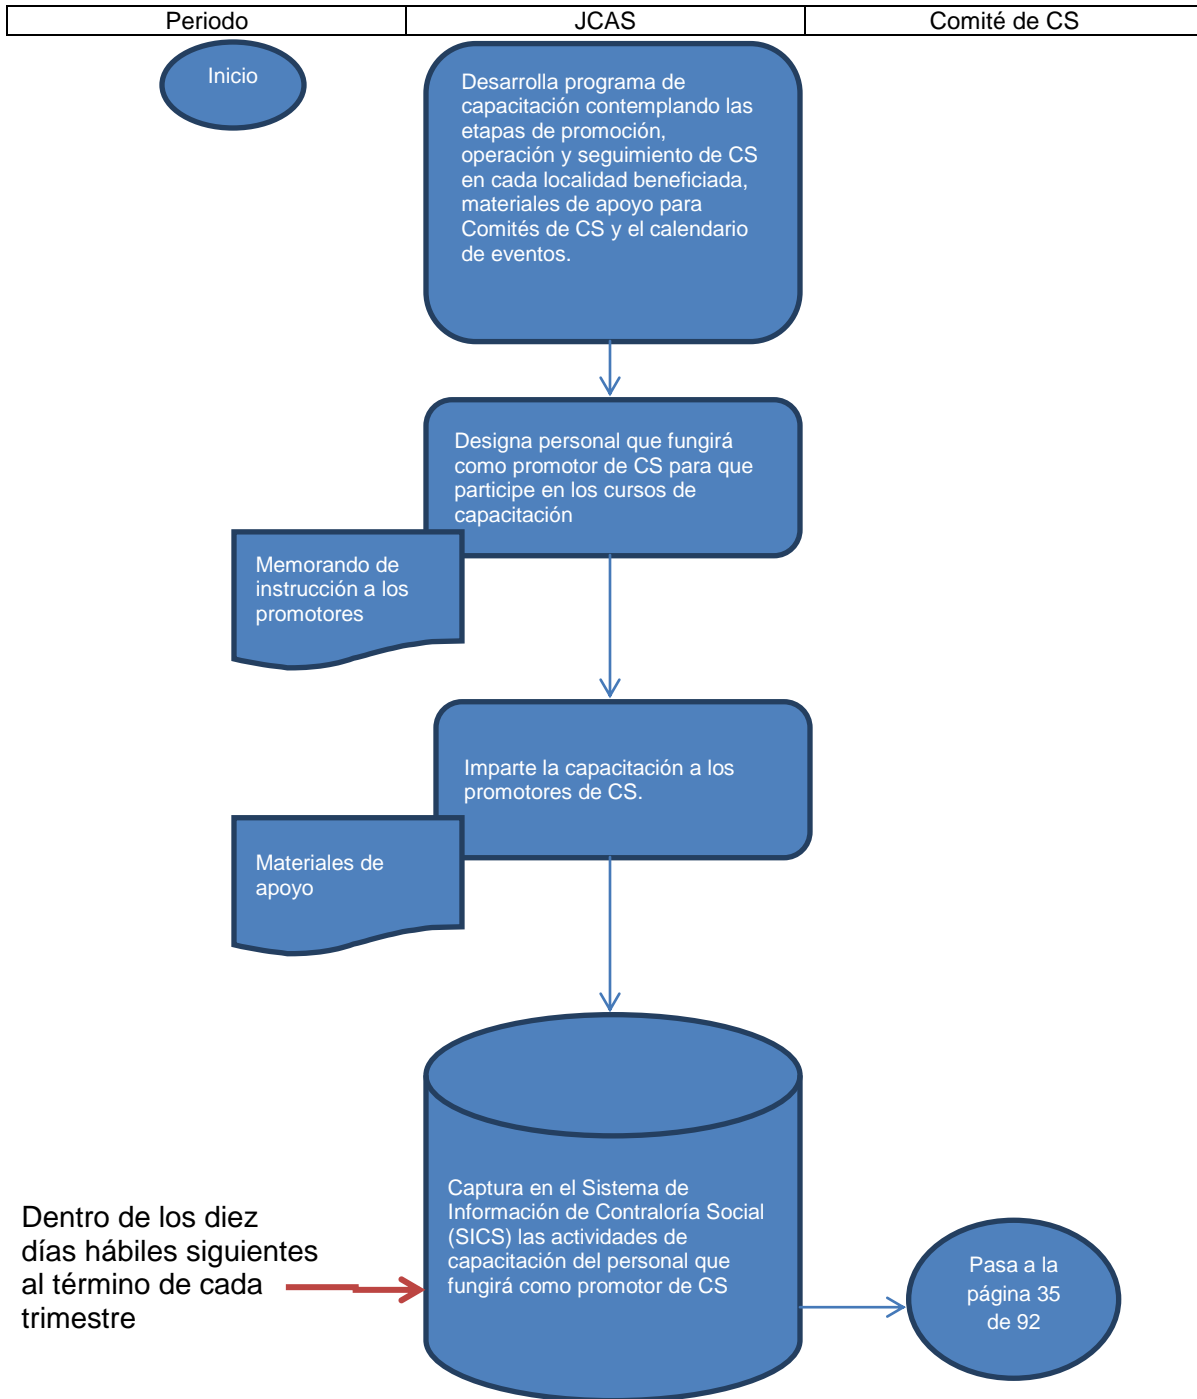 Periodo
JCAS
Comité de CS
Inicio
Desarrolla programa de
capacitación contemplando las
etapas de promoción,
operación y seguimiento de CS
en cada localidad beneficiada,
materiales de apoyo para
Comités de CS y el calendario
de eventos.
Designa personal que fungirá
como promotor de CS para que
participe en los cursos de
capacitación
Memorando de
instrucción a los
promotores
Imparte la capacitación a los
promotores de CS.
Materiales de
apoyo
Dentro de los diez
días hábiles siguientes
al término de cada
trimestre
Captura en el Sistema de
Información de Contraloría Social
(SICS) las actividades de
capacitación del personal que
fungirá como promotor de CS
Pasa a la
página 35
de 92